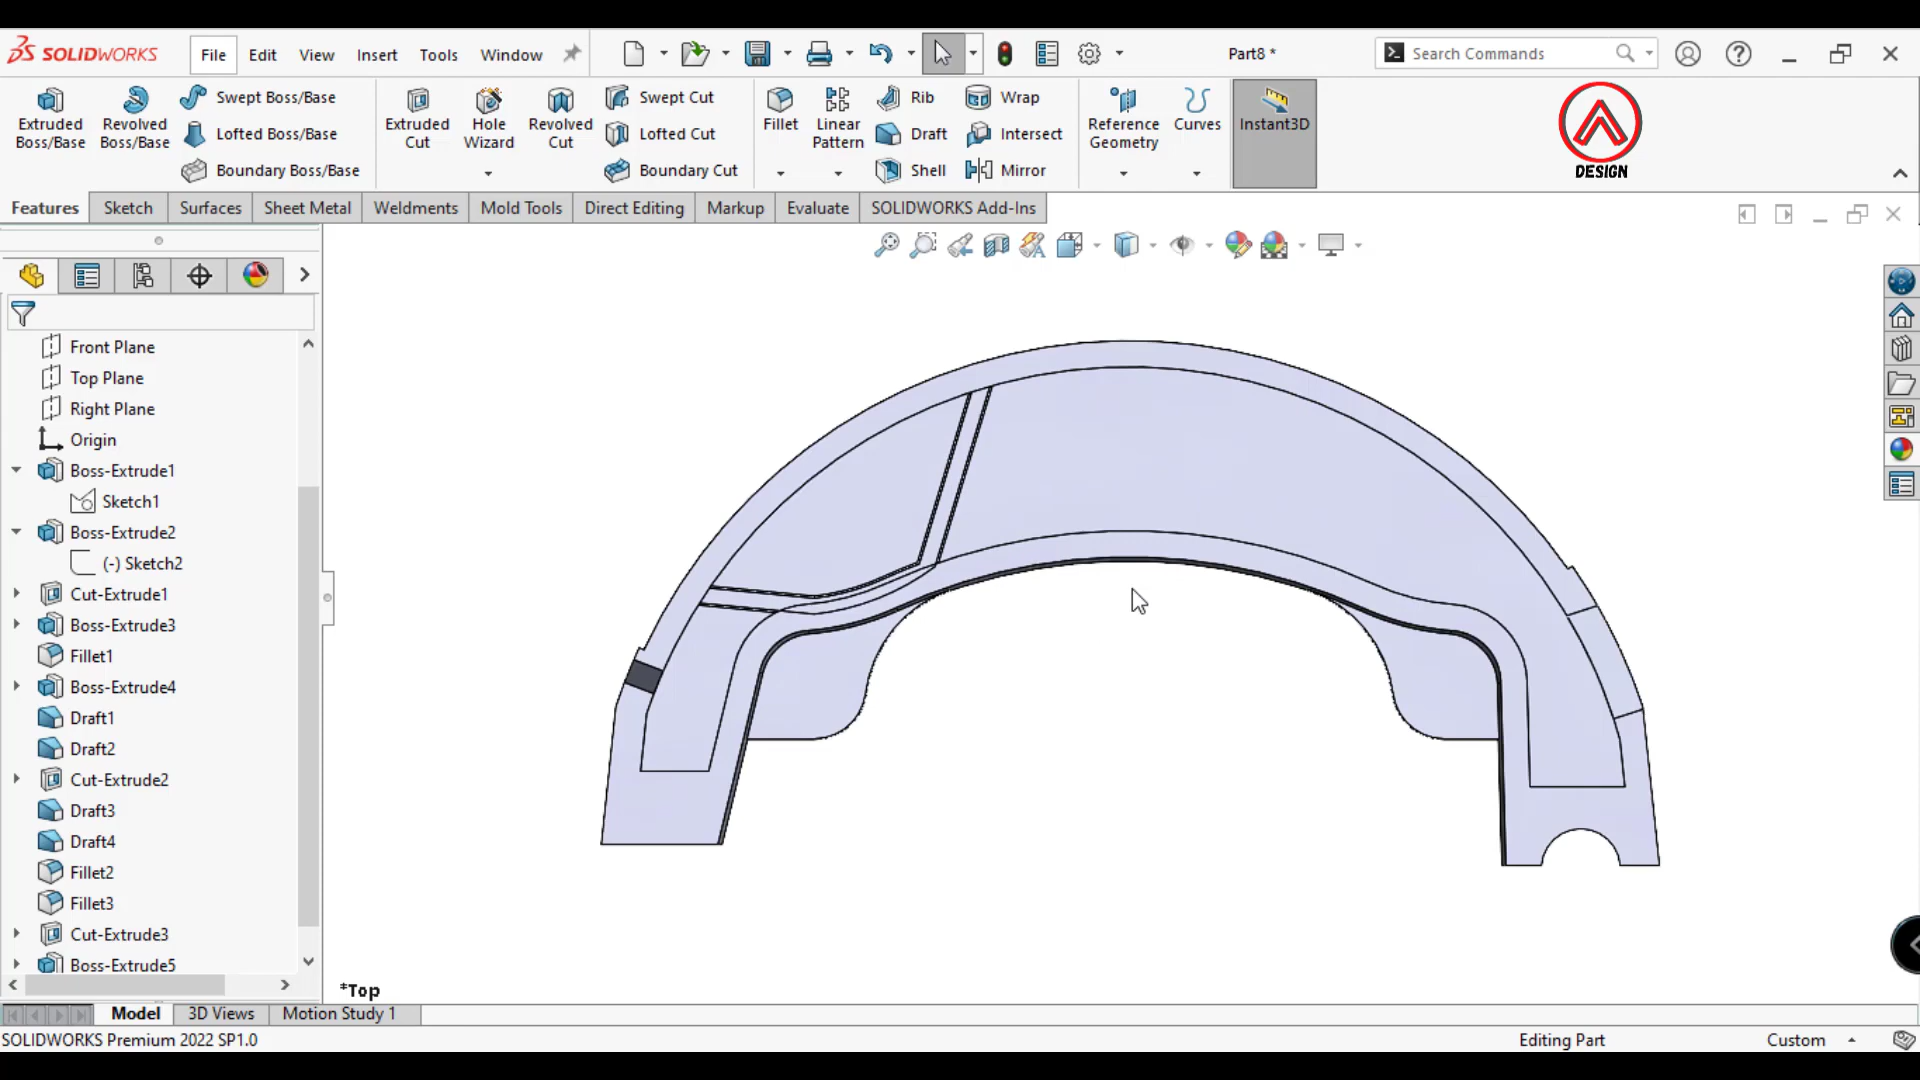 SOLIDWORKS File Edit View Insert Tools Window Part8 * Search Commands
Extruded Boss/Base
Revolved Boss/Base
Swept Boss/Base
Lofted Boss/Base
Boundary Boss/Base
Extruded Cut
Hole Wizard
Revolved Cut
Swept Cut
Lofted Cut
Boundary Cut
Fillet
Linear Pattern
Rib
Draft
Shell
Wrap
Intersect
Mirror
Reference Geometry
Curves
Instant3D
DESIGN
Features Sketch Surfaces Sheet Metal Weldments Mold Tools Direct Editing Markup Evaluate SOLIDWORKS Add-Ins
Front Plane
Top Plane
Right Plane
Origin
Boss-Extrude1
Sketch1
Boss-Extrude2
(-) Sketch2
Cut-Extrude1
Boss-Extrude3
Fillet1
Boss-Extrude4
Draft1
Draft2
Cut-Extrude2
Draft3
Draft4
Fillet2
Fillet3
Cut-Extrude3
Boss-Extrude5
*Top
Model 3D Views Motion Study 1
SOLIDWORKS Premium 2022 SP1.0 Editing Part Custom